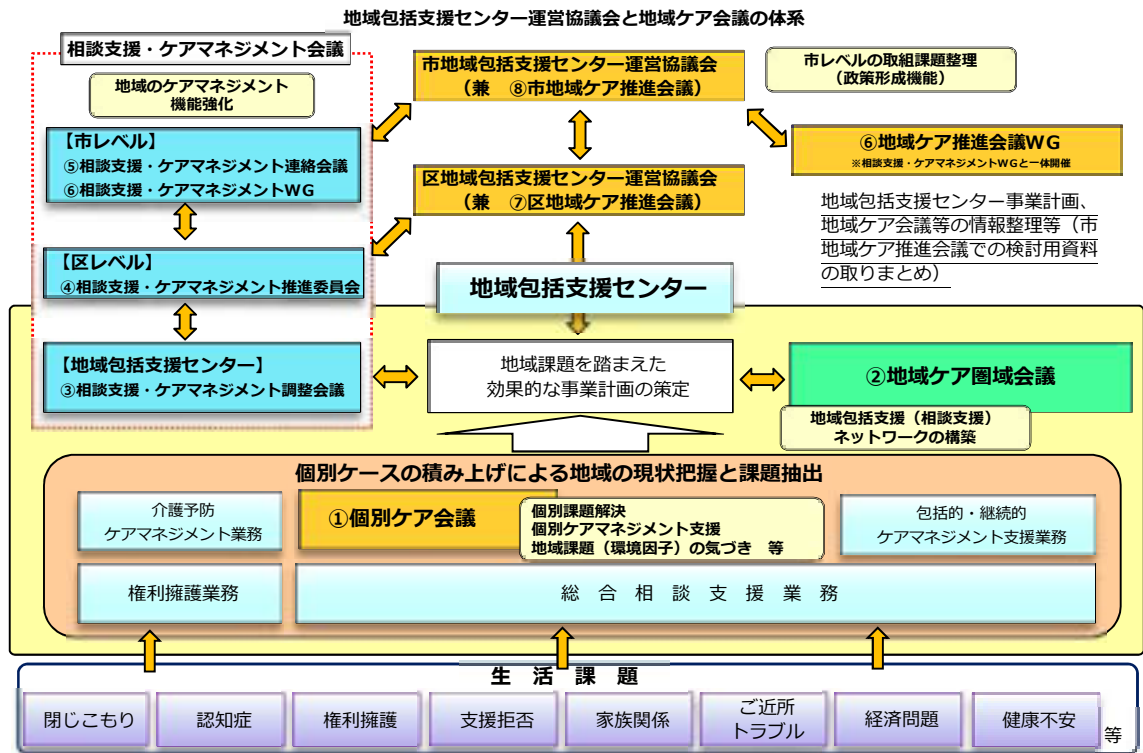 地域包括支援センター運営協議会と地域ケア会議の体系
相談支援・ケアマネジメント会議
地域のケアマネジメント
機能強化
【市レベル】
⑤相談支援・ケアマネジメント連絡会議
⑥相談支援・ケアマネジメントWG
【区レベル】
④相談支援・ケアマネジメント推進委員会
【地域包括支援センター】
③相談支援・ケアマネジメント調整会議
市地域包括支援センター運営協議会
（兼　⑧市地域ケア推進会議）
区地域包括支援センター運営協議会
（兼　⑦区地域ケア推進会議）
市レベルの取組課題整理
（政策形成機能）
⑥地域ケア推進会議WG
※相談支援・ケアマネジメントWGと一体開催
地域包括支援センター事業計画、
地域ケア会議等の情報整理等（市
地域ケア推進会議での検討用資料
の取りまとめ）
地域包括支援センター
地域課題を踏まえた
効果的な事業計画の策定
②地域ケア圏域会議
地域包括支援（相談支援）
ネットワークの構築
個別ケースの積み上げによる地域の現状把握と課題抽出
介護予防
ケアマネジメント業務
①個別ケア会議
個別課題解決
個別ケアマネジメント支援
地域課題（環境因子）の気づき　等
包括的・継続的
ケアマネジメント支援業務
権利擁護業務
総　合　相　談　支　援　業　務
生　活　課　題
閉じこもり
認知症
権利擁護
支援拒否
家族関係
ご近所
トラブル
経済問題
健康不安
等